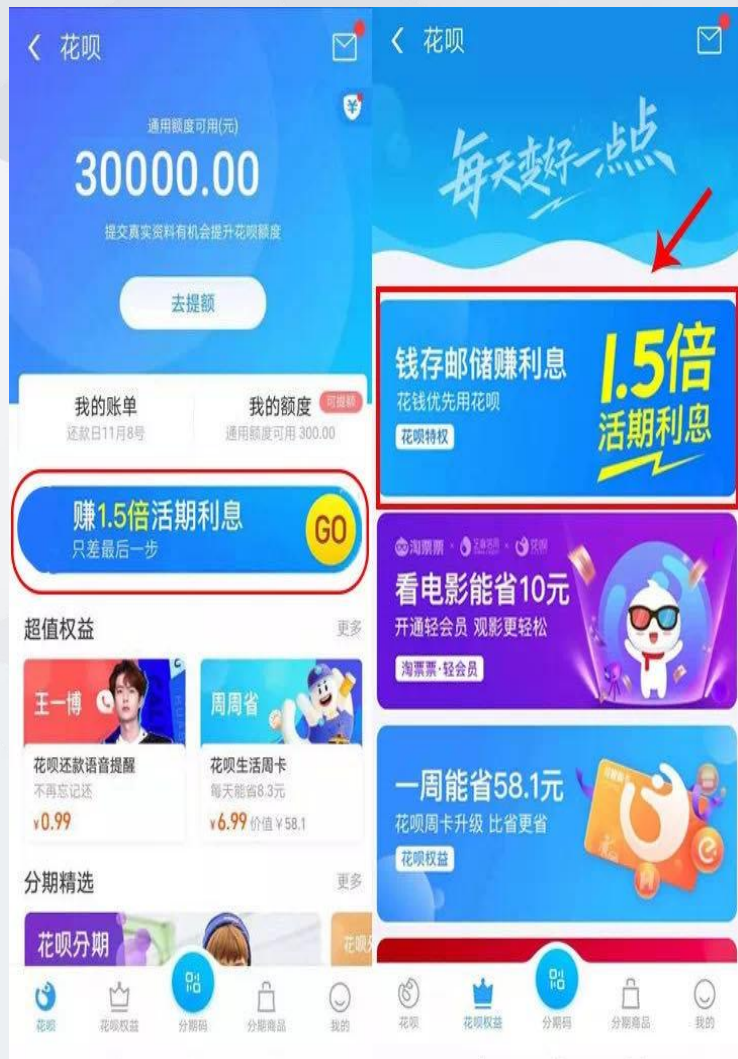 花呗
通用额度可用(元)
30000.00
提交真实资料有机会提升花呗额度
去提额
我的账单
还款日11月8号
我的额度
可提额
通用额度可用 300.00
赚1.5倍活期利息
只差最后一步
GO
超值权益
更多
王一博
花呗还款语音提醒
不再忘记还
¥0.99
周周省
花呗生活周卡
每天能省8.3元
¥6.99 价值¥58.1
分期精选
更多
花呗分期
花呗
花呗权益
分期码
分期商品
我的
花呗
每天变好一点点
钱存邮储赚利息
花钱优先用花呗
花呗特权
1.5倍
活期利息
淘票票 × 芝麻信用 × 花呗
看电影能省10元
开通轻会员 观影更轻松
淘票票·轻会员
一周能省58.1元
花呗周卡升级 比省更省
花呗权益
花呗
花呗权益
分期码
分期商品
我的